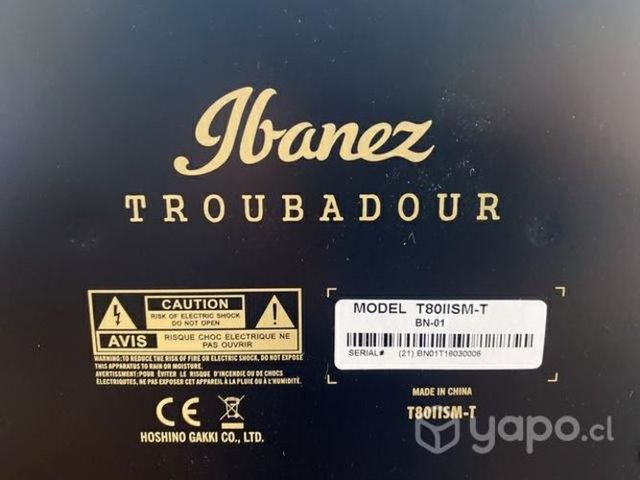 Ibanez
TROUBADOUR
CAUTION
RISK OF ELECTRIC SHOCK
DO NOT OPEN
AVIS
RISQUE CHOC ELECTRIQUE NE
PAS OUVRIR
WARNING:TO REDUCE THE RISK OF FIRE OR ELECTRIC SHOCK, DO NOT EXPOSE
THIS APPARATUS TO RAIN OR MOISTURE.
AVERTISSEMENT:POUR ÉVITER LE RISQUE D'INCENDIE OU DE CHOCS
ÉLECTRIQUTES, NE PAS EXPOSER CET APPAREIL À LA PLUIE OU À L'HUMIDITÉ.
CE
HOSHINO GAKKI CO., LTD.
MODEL T80IISM-T
BN-01
SERIAL# (21) BN01T18030006
MADE IN CHINA
T80IISM-T
yapo.cl